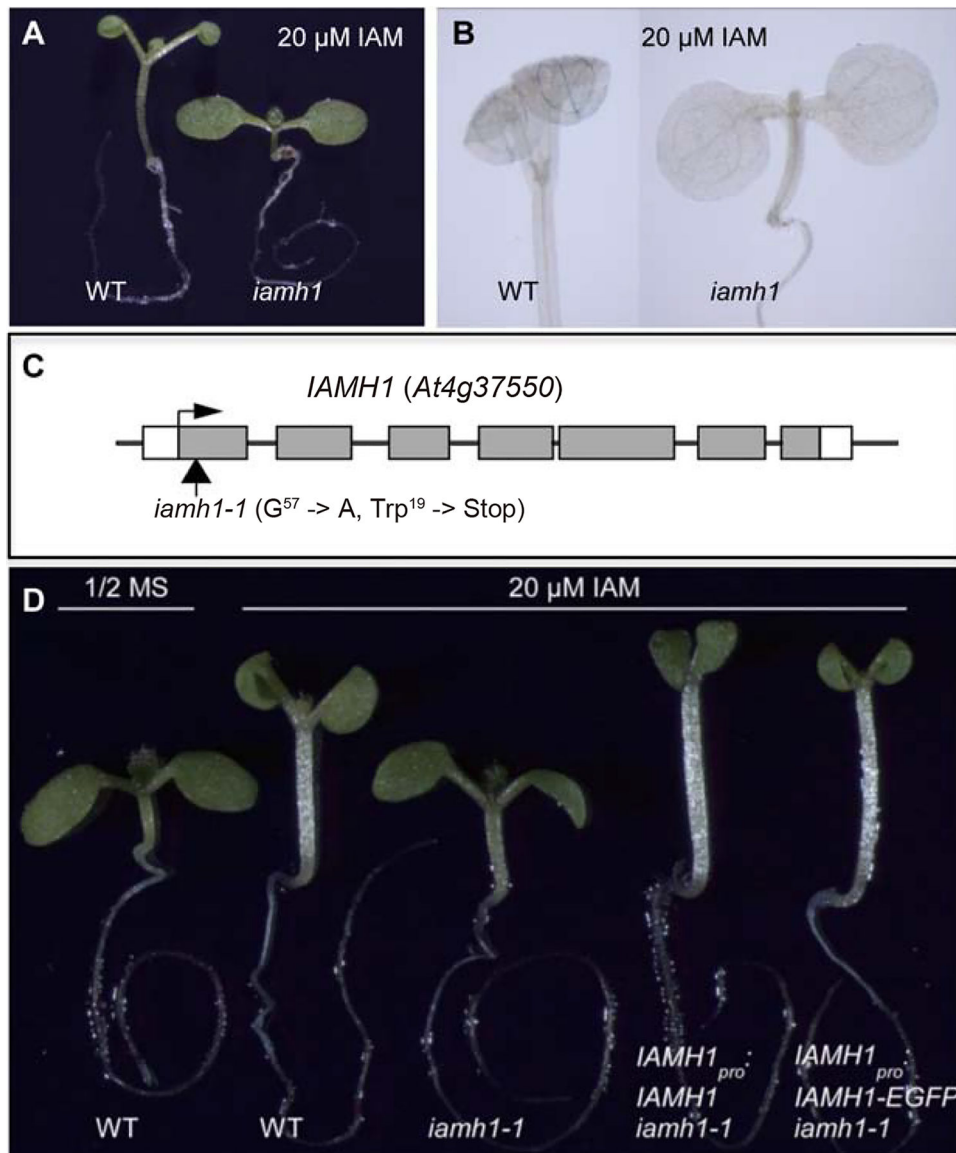 A
20 µM IAM
WT
iamh1
B
20 µM IAM
WT
iamh1
C
IAMH1 (At4g37550)
iamh1-1 (G⁵⁷ -> A, Trp¹⁹ -> Stop)
D
1/2 MS
20 µM IAM
WT
WT
iamh1-1
IAMH1pro:
IAMH1
iamh1-1
IAMH1pro:
IAMH1-EGFP
iamh1-1